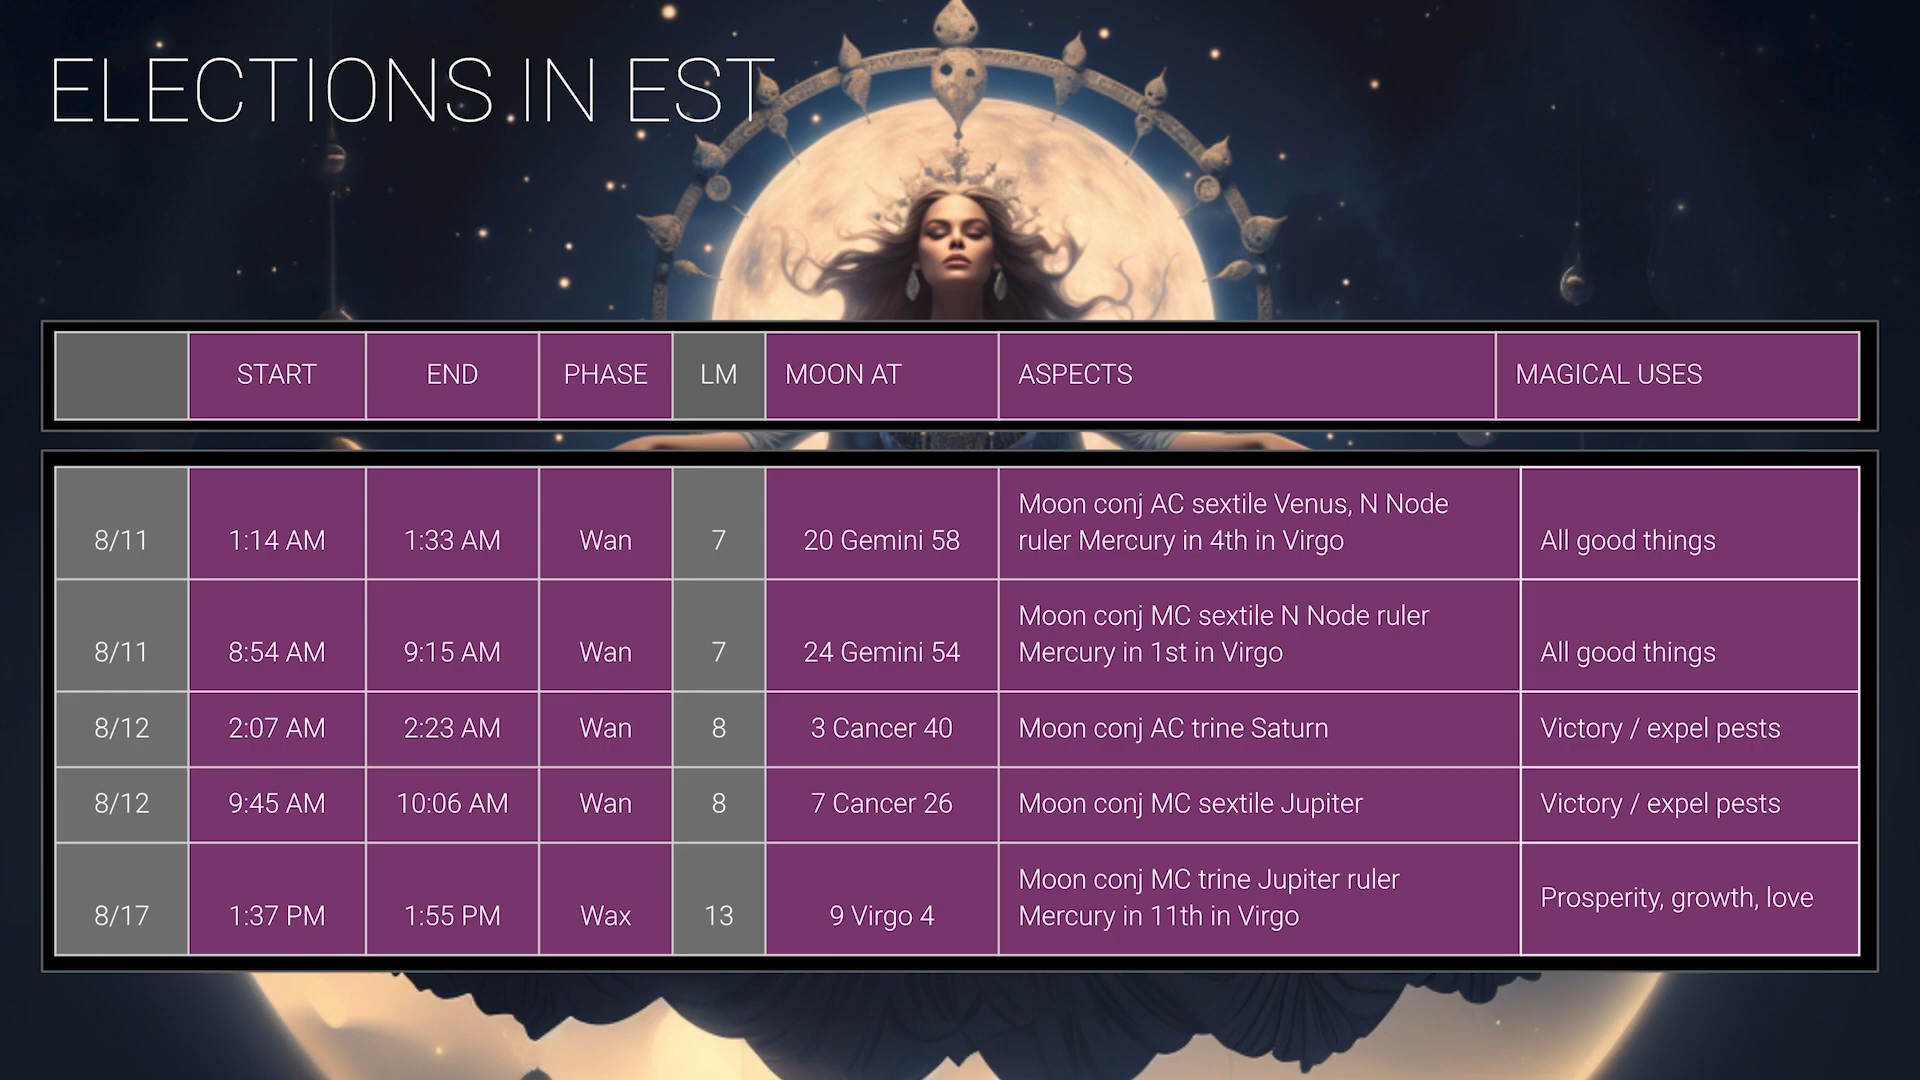 ELECTIONS IN EST
START END PHASE LM MOON AT ASPECTS MAGICAL USES
8/11 1:14 AM 1:33 AM Wan 7 20 Gemini 58 Moon conj AC sextile Venus, N Node
ruler Mercury in 4th in Virgo All good things
8/11 8:54 AM 9:15 AM Wan 7 24 Gemini 54 Moon conj MC sextile N Node ruler
Mercury in 1st in Virgo All good things
8/12 2:07 AM 2:23 AM Wan 8 3 Cancer 40 Moon conj AC trine Saturn Victory / expel pests
8/12 9:45 AM 10:06 AM Wan 8 7 Cancer 26 Moon conj MC sextile Jupiter Victory / expel pests
8/17 1:37 PM 1:55 PM Wax 13 9 Virgo 4 Moon conj MC trine Jupiter ruler
Mercury in 11th in Virgo Prosperity, growth, love